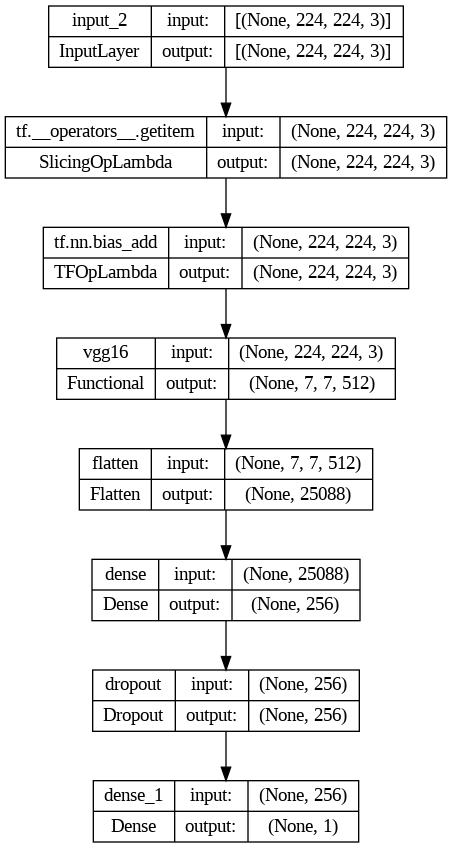 input_2 input: [(None, 224, 224, 3)]
InputLayer output: [(None, 224, 224, 3)]
tf.__operators__.getitem input: (None, 224, 224, 3)
SlicingOpLambda output: (None, 224, 224, 3)
tf.nn.bias_add input: (None, 224, 224, 3)
TFOpLambda output: (None, 224, 224, 3)
vgg16 input: (None, 224, 224, 3)
Functional output: (None, 7, 7, 512)
flatten input: (None, 7, 7, 512)
Flatten output: (None, 25088)
dense input: (None, 25088)
Dense output: (None, 256)
dropout input: (None, 256)
Dropout output: (None, 256)
dense_1 input: (None, 256)
Dense output: (None, 1)